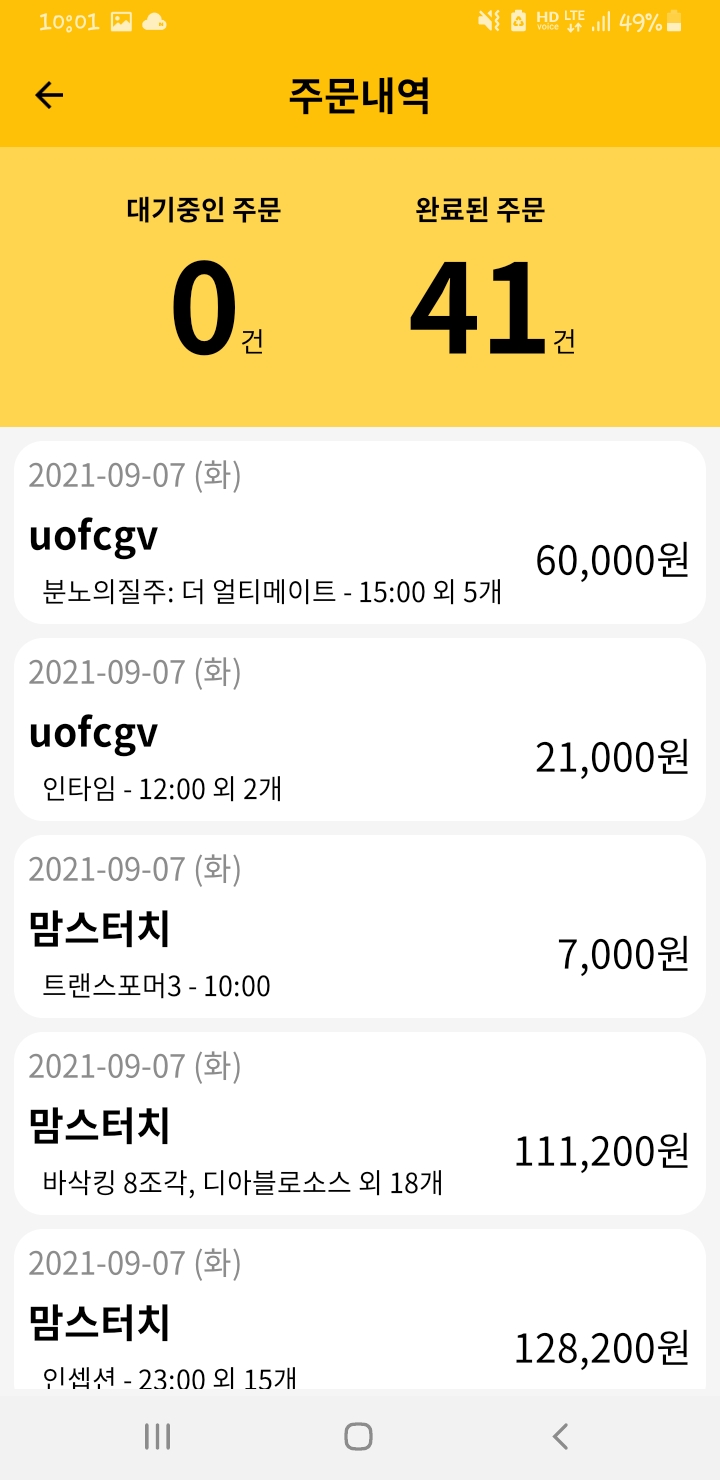 10:01 HD voice LTE 49%
주문내역
대기중인 주문 완료된 주문
0건 41건
2021-09-07 (화)
uofcgv
60,000원
분노의질주: 더 얼티메이트 - 15:00 외 5개
2021-09-07 (화)
uofcgv
21,000원
인타임 - 12:00 외 2개
2021-09-07 (화)
맘스터치
7,000원
트랜스포머3 - 10:00
2021-09-07 (화)
맘스터치
111,200원
바삭킹 8조각, 디아블로소스 외 18개
2021-09-07 (화)
맘스터치
128,200원
인셉션 - 23:00 외 15개